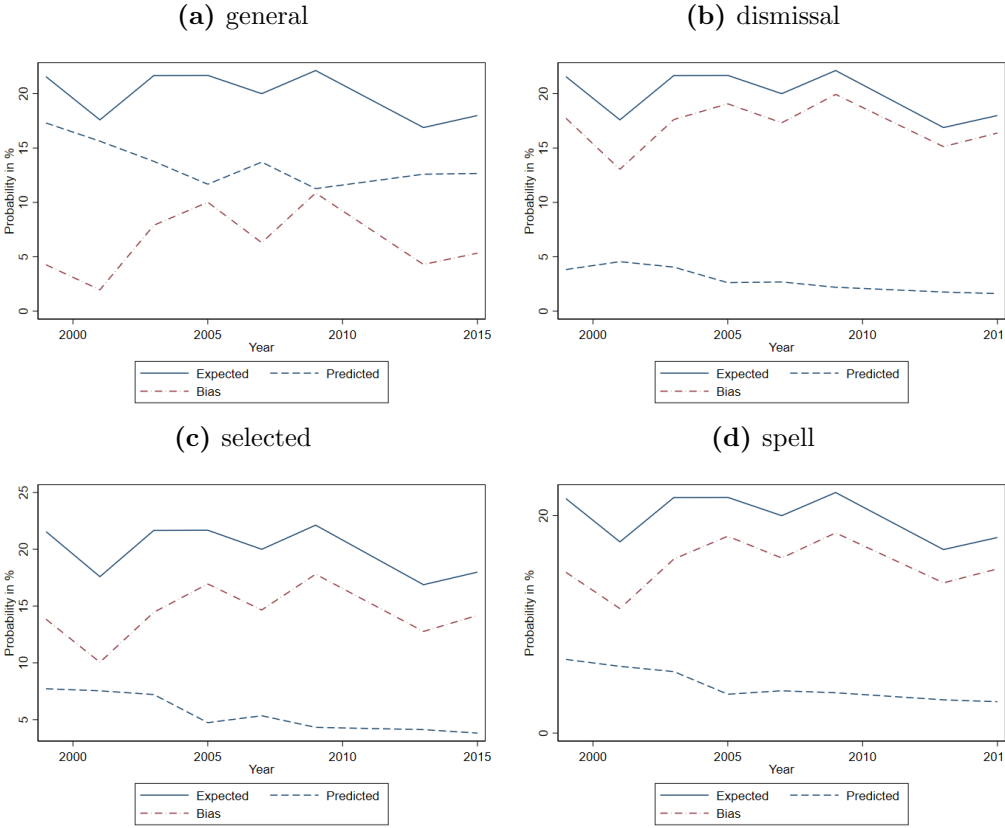 (a) general
20
15
10
5
0
Probability in %
2000 2005 2010 2015
Year
Expected Predicted
Bias
(b) dismissal
20
15
10
5
0
Probability in %
2000 2005 2010 201
Year
Expected Predicted
Bias
(c) selected
25
20
15
10
5
Probability in %
2000 2005 2010 2015
Year
Expected Predicted
Bias
(d) spell
20
0
Probability in %
2000 2005 2010 201
Year
Expected Predicted
Bias